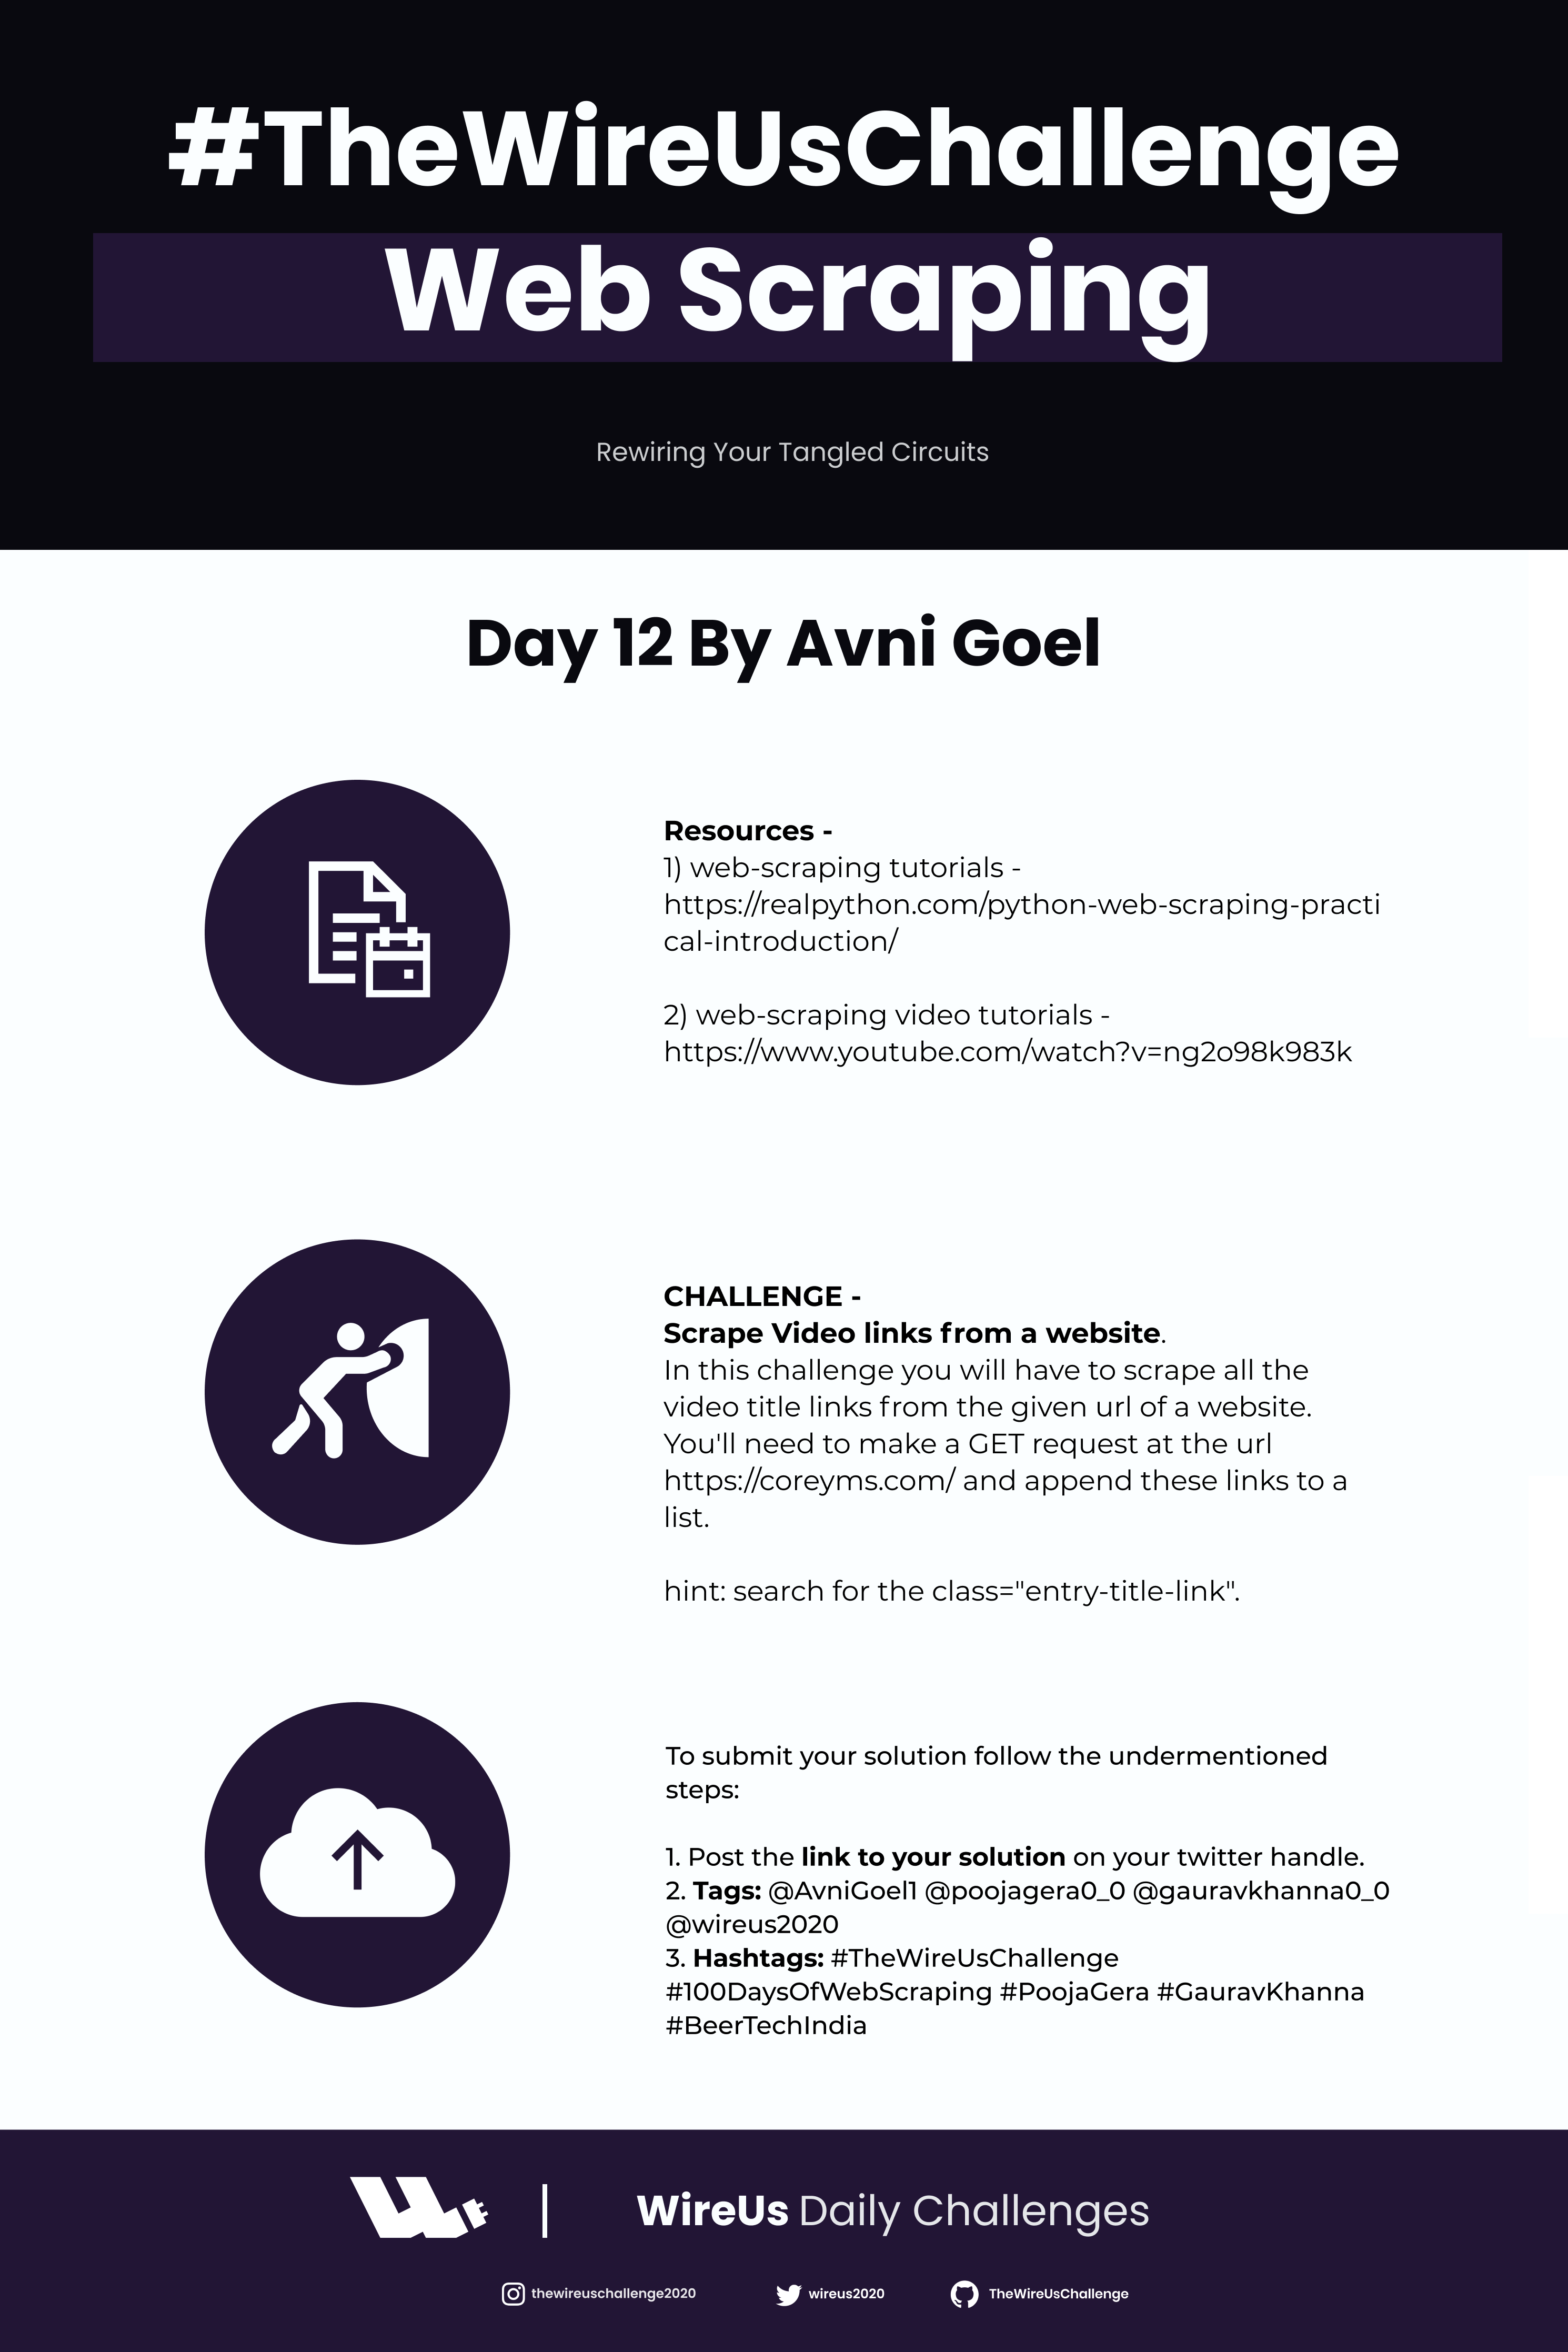 #TheWireUsChallenge
Web Scraping
Rewiring Your Tangled Circuits
Day 12 By Avni Goel
Resources -
1) web-scraping tutorials -
https://realpython.com/python-web-scraping-practi
cal-introduction/
2) web-scraping video tutorials -
https://www.youtube.com/watch?v=ng2o98k983k
CHALLENGE -
Scrape Video links from a website.
In this challenge you will have to scrape all the
video title links from the given url of a website.
You'll need to make a GET request at the url
https://coreyms.com/ and append these links to a
list.
hint: search for the class="entry-title-link".
To submit your solution follow the undermentioned
steps:
1. Post the link to your solution on your twitter handle.
2. Tags: @AvniGoel1 @poojagera0_0 @gauravkhanna0_0
@wireus2020
3. Hashtags: #TheWireUsChallenge
#100DaysOfWebScraping #PoojaGera #GauravKhanna
#BeerTechIndia
WireUs Daily Challenges
thewireuschallenge2020 wireus2020 TheWireUsChallenge